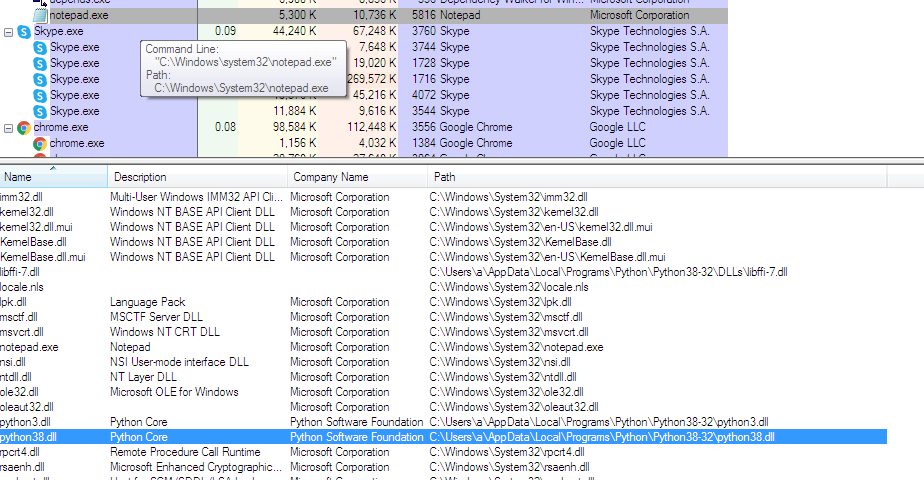 depends.exe Dependency Walker for Win... Microsoft Corporation
notepad.exe 5,300 K 10,736 K 5816 Notepad Microsoft Corporation
Skype.exe 0.09 44,240 K 67,248 K 3760 Skype Skype Technologies S.A.
Skype.exe 7,648 K 3744 Skype Skype Technologies S.A.
Skype.exe 19,020 K 1728 Skype Skype Technologies S.A.
Skype.exe 269,572 K 1716 Skype Skype Technologies S.A.
Skype.exe 45,216 K 4072 Skype Skype Technologies S.A.
Skype.exe 11,884 K 9,616 K 3544 Skype Skype Technologies S.A.
Command Line:
"C:\Windows\system32\notepad.exe"
Path:
C:\Windows\System32\notepad.exe
chrome.exe 0.08 98,584 K 112,448 K 3556 Google Chrome Google LLC
chrome.exe 1,156 K 4,032 K 1384 Google Chrome Google LLC
Name Description Company Name Path
imm32.dll Multi-User Windows IMM32 API Cli... Microsoft Corporation C:\Windows\System32\imm32.dll
kernel32.dll Windows NT BASE API Client DLL Microsoft Corporation C:\Windows\System32\kernel32.dll
kernel32.dll.mui Windows NT BASE API Client DLL Microsoft Corporation C:\Windows\System32\en-US\kernel32.dll.mui
KernelBase.dll Windows NT BASE API Client DLL Microsoft Corporation C:\Windows\System32\KernelBase.dll
KernelBase.dll.mui Windows NT BASE API Client DLL Microsoft Corporation C:\Windows\System32\en-US\KernelBase.dll.mui
libffi-7.dll C:\Users\a\AppData\Local\Programs\Python\Python38-32\DLLs\libffi-7.dll
locale.nls C:\Windows\System32\locale.nls
lpk.dll Language Pack Microsoft Corporation C:\Windows\System32\lpk.dll
msctf.dll MSCTF Server DLL Microsoft Corporation C:\Windows\System32\msctf.dll
msvcrt.dll Windows NT CRT DLL Microsoft Corporation C:\Windows\System32\msvcrt.dll
notepad.exe Notepad Microsoft Corporation C:\Windows\System32\notepad.exe
nsi.dll NSI User-mode interface DLL Microsoft Corporation C:\Windows\System32\nsi.dll
ntdll.dll NT Layer DLL Microsoft Corporation C:\Windows\System32\ntdll.dll
ole32.dll Microsoft OLE for Windows Microsoft Corporation C:\Windows\System32\ole32.dll
oleaut32.dll Microsoft Corporation C:\Windows\System32\oleaut32.dll
python3.dll Python Core Python Software Foundation C:\Users\a\AppData\Local\Programs\Python\Python38-32\python3.dll
python38.dll Python Core Python Software Foundation C:\Users\a\AppData\Local\Programs\Python\Python38-32\python38.dll
rpcrt4.dll Remote Procedure Call Runtime Microsoft Corporation C:\Windows\System32\rpcrt4.dll
rsaenh.dll Microsoft Enhanced Cryptographic... Microsoft Corporation C:\Windows\System32\rsaenh.dll